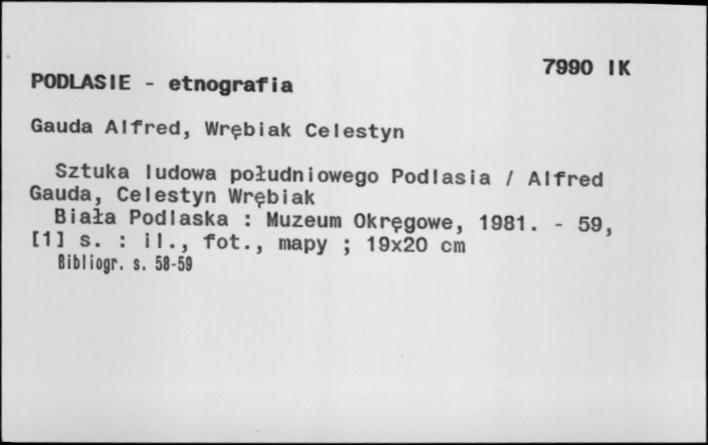 7990 IK
PODLASIE - etnografia
Gauda Alfred, Wrębiak Celestyn
Sztuka ludowa południowego Podlasia / Alfred
Gauda, Celestyn Wrębiak
Biała Podlaska : Muzeum Okręgowe, 1981. - 59,
[1] s. : il., fot., mapy ; 19x20 cm
Bibliogr. s. 58-59